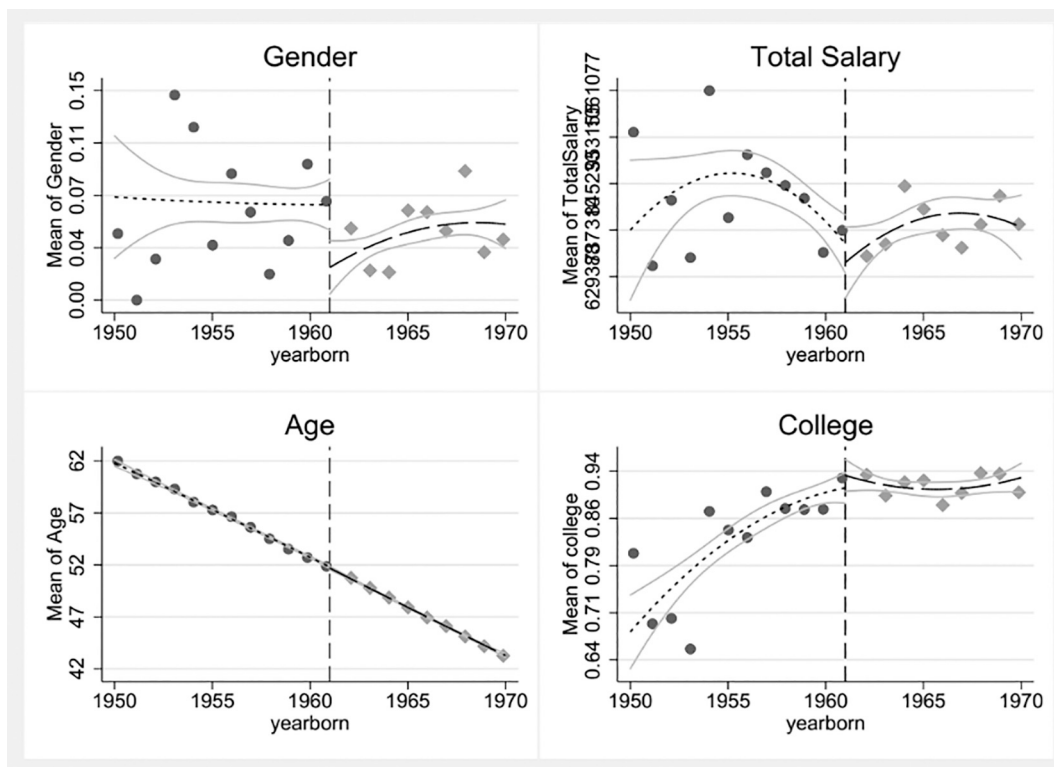 Gender
Mean of Gender
0.15
0.11
0.07
0.04
0.00
1950 1955 1960 1965 1970
yearborn
Total Salary
Mean of TotalSalary
1950 1955 1960 1965 1970
yearborn
Age
Mean of Age
62
57
52
47
42
1950 1955 1960 1965 1970
yearborn
College
Mean of college
0.94
0.86
0.79
0.71
0.64
1950 1955 1960 1965 1970
yearborn